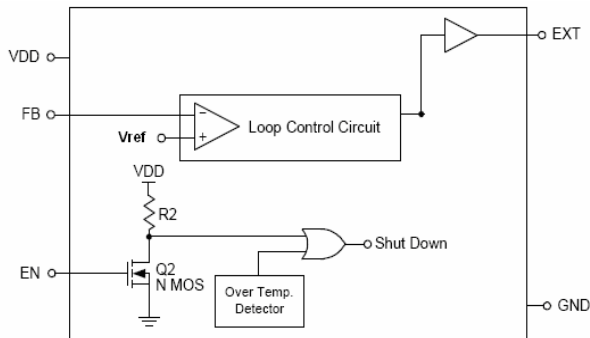 EXT
VDD
FB
−
Loop Control Circuit
Vref
+
VDD
R2
Shut Down
EN
Q2
N MOS
Over Temp.
Detector
GND